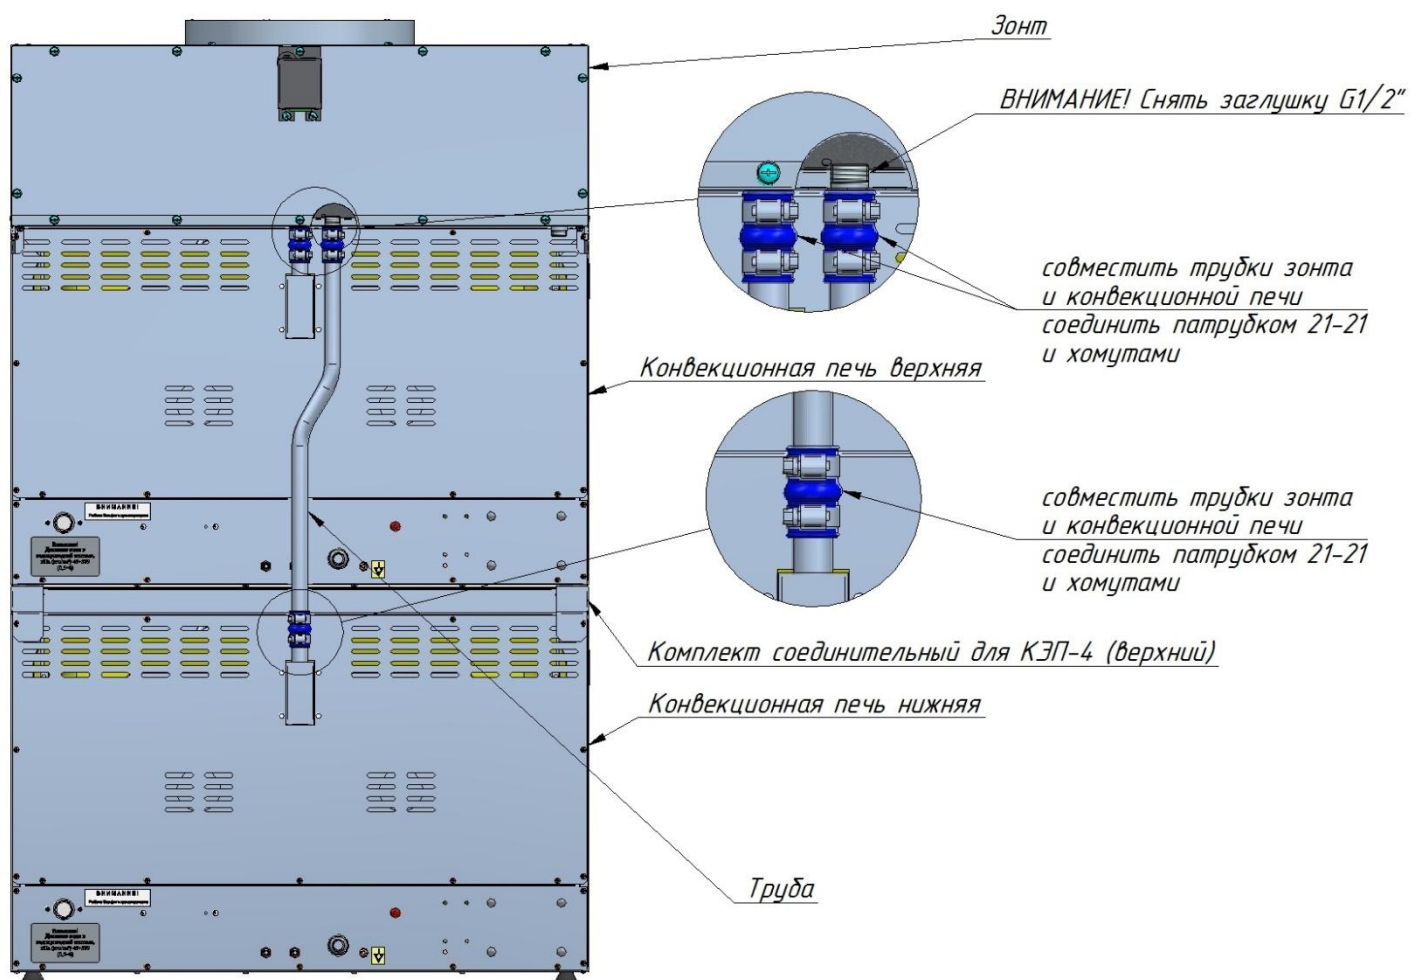 Зонт
ВНИМАНИЕ! Снять заглушку G1/2"
совместить трубки зонта
и конвекционной печи
соединить патрубком 21-21
и хомутами
Конвекционная печь верхняя
совместить трубки зонта
и конвекционной печи
соединить патрубком 21-21
и хомутами
ВНИМАНИЕ!
Комплект соединительный для КЭП-4 (верхний)
Конвекционная печь нижняя
Труба
ВНИМАНИЕ!